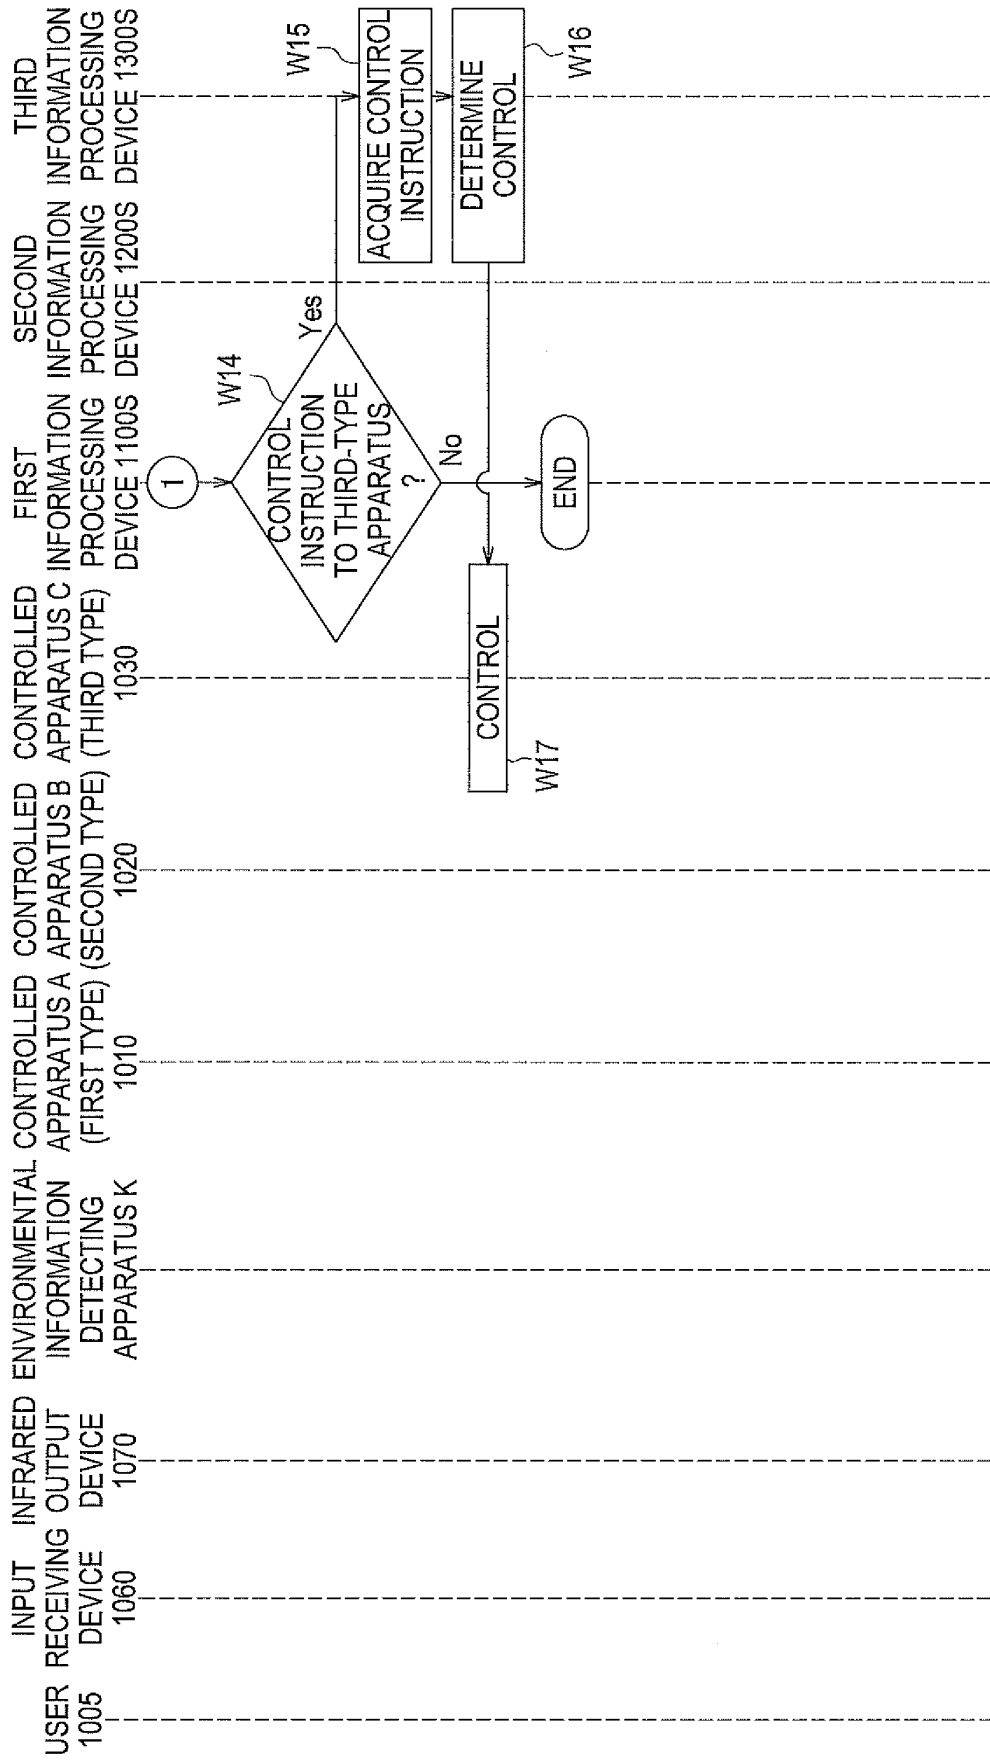 USER
1005
INPUT
RECEIVING
DEVICE
1060
INFRARED
OUTPUT
DEVICE
1070
ENVIRONMENTAL
INFORMATION
DETECTING
APPARATUS K
CONTROLLED
APPARATUS A
(FIRST TYPE)
1010
CONTROLLED
APPARATUS B
(SECOND TYPE)
1020
CONTROLLED
APPARATUS C
(THIRD TYPE)
1030
FIRST
INFORMATION
PROCESSING
DEVICE 1100S
SECOND
INFORMATION
PROCESSING
DEVICE 1200S
THIRD
INFORMATION
PROCESSING
DEVICE 1300S
1
W14
CONTROL
INSTRUCTION
TO THIRD-TYPE
APPARATUS
?
Yes
No
W15
ACQUIRE CONTROL
INSTRUCTION
DETERMINE
CONTROL
W16
CONTROL
W17
END